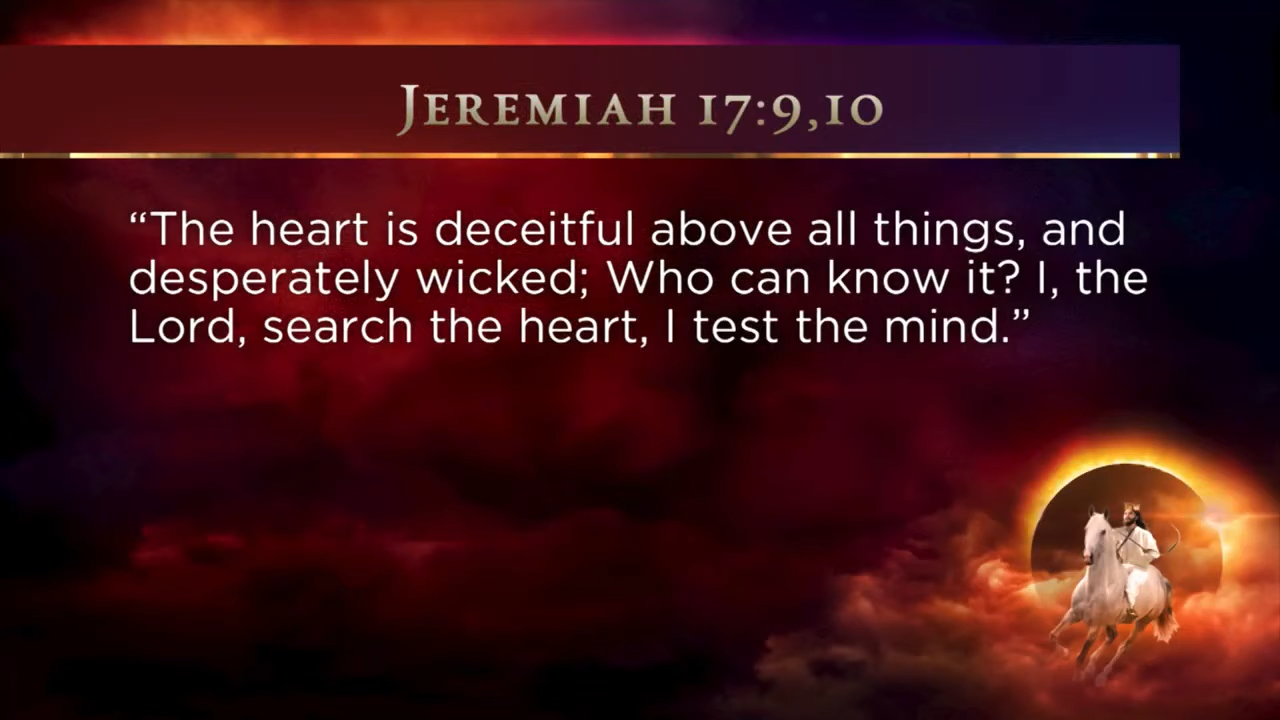 Jeremiah 17:9,10
“The heart is deceitful above all things, and
desperately wicked; Who can know it? I, the
Lord, search the heart, I test the mind.”